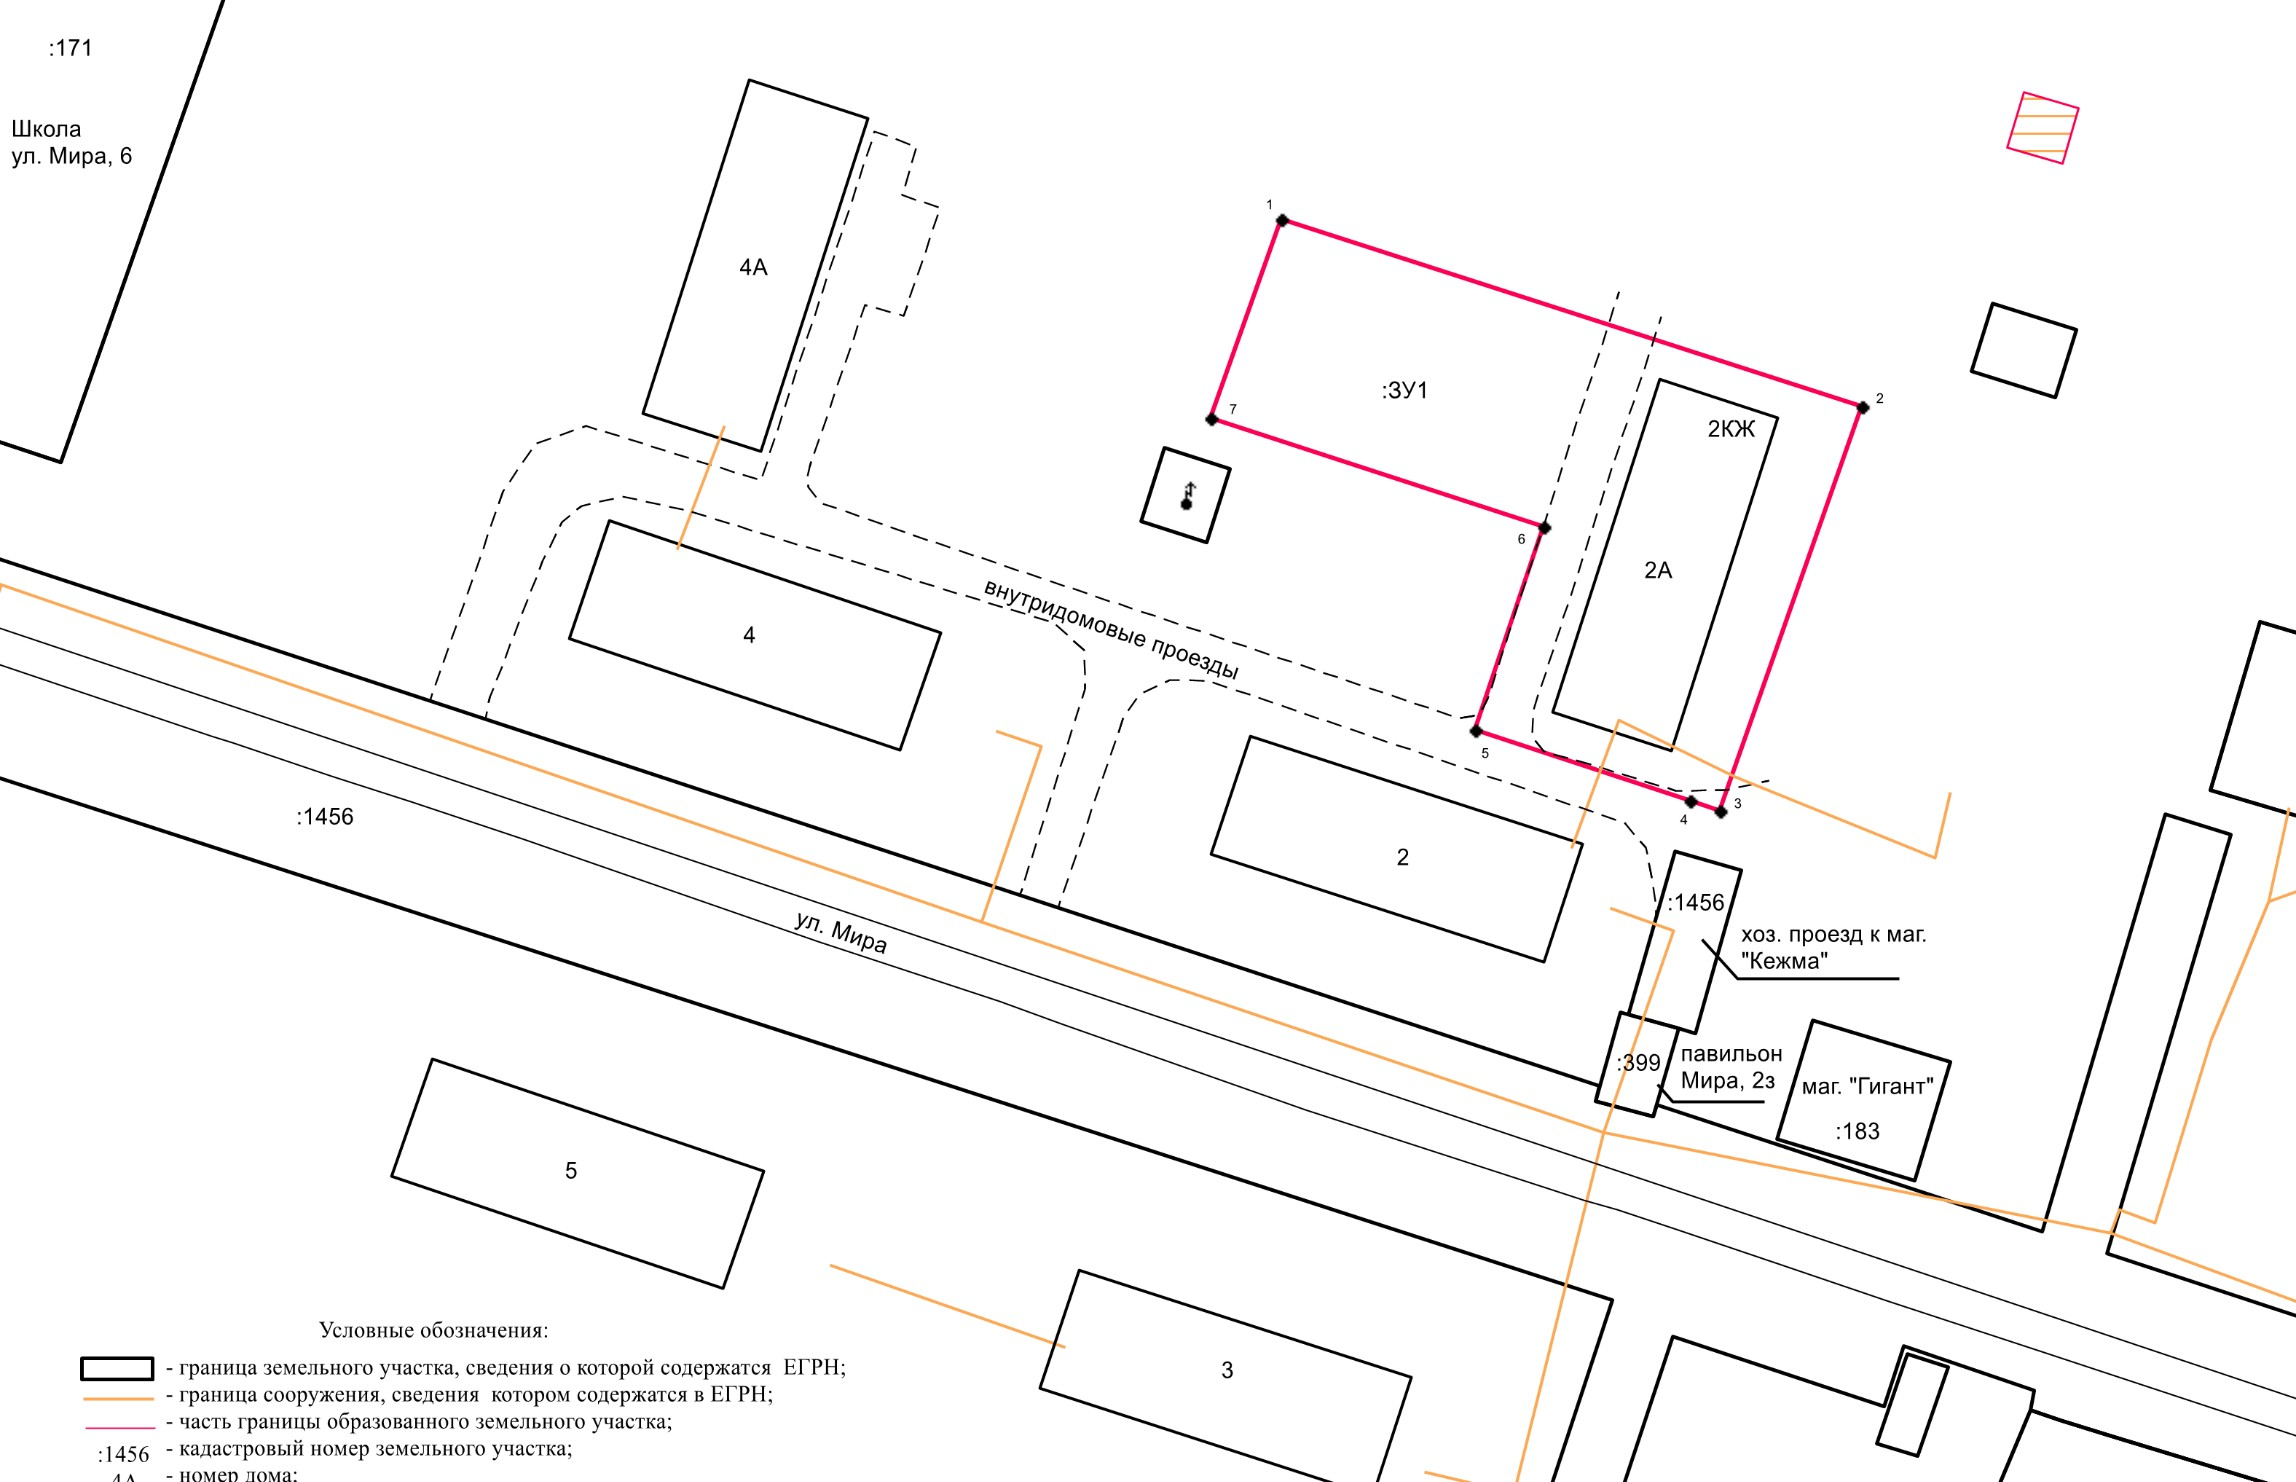 :171
Школа
ул. Мира, 6
4А
1
:ЗУ1
2
7
2КЖ
6
2А
внутридомовые проезды
4
5
3
4
2
:1456
:1456
хоз. проезд к маг.
"Кежма"
ул. Мира
:399
павильон
Мира, 2з
маг. "Гигант"
:183
5
3
Условные обозначения:
- граница земельного участка, сведения о которой содержатся ЕГРН;
- граница сооружения, сведения котором содержатся в ЕГРН;
- часть границы образованного земельного участка;
:1456 - кадастровый номер земельного участка;
4А - номер дома;